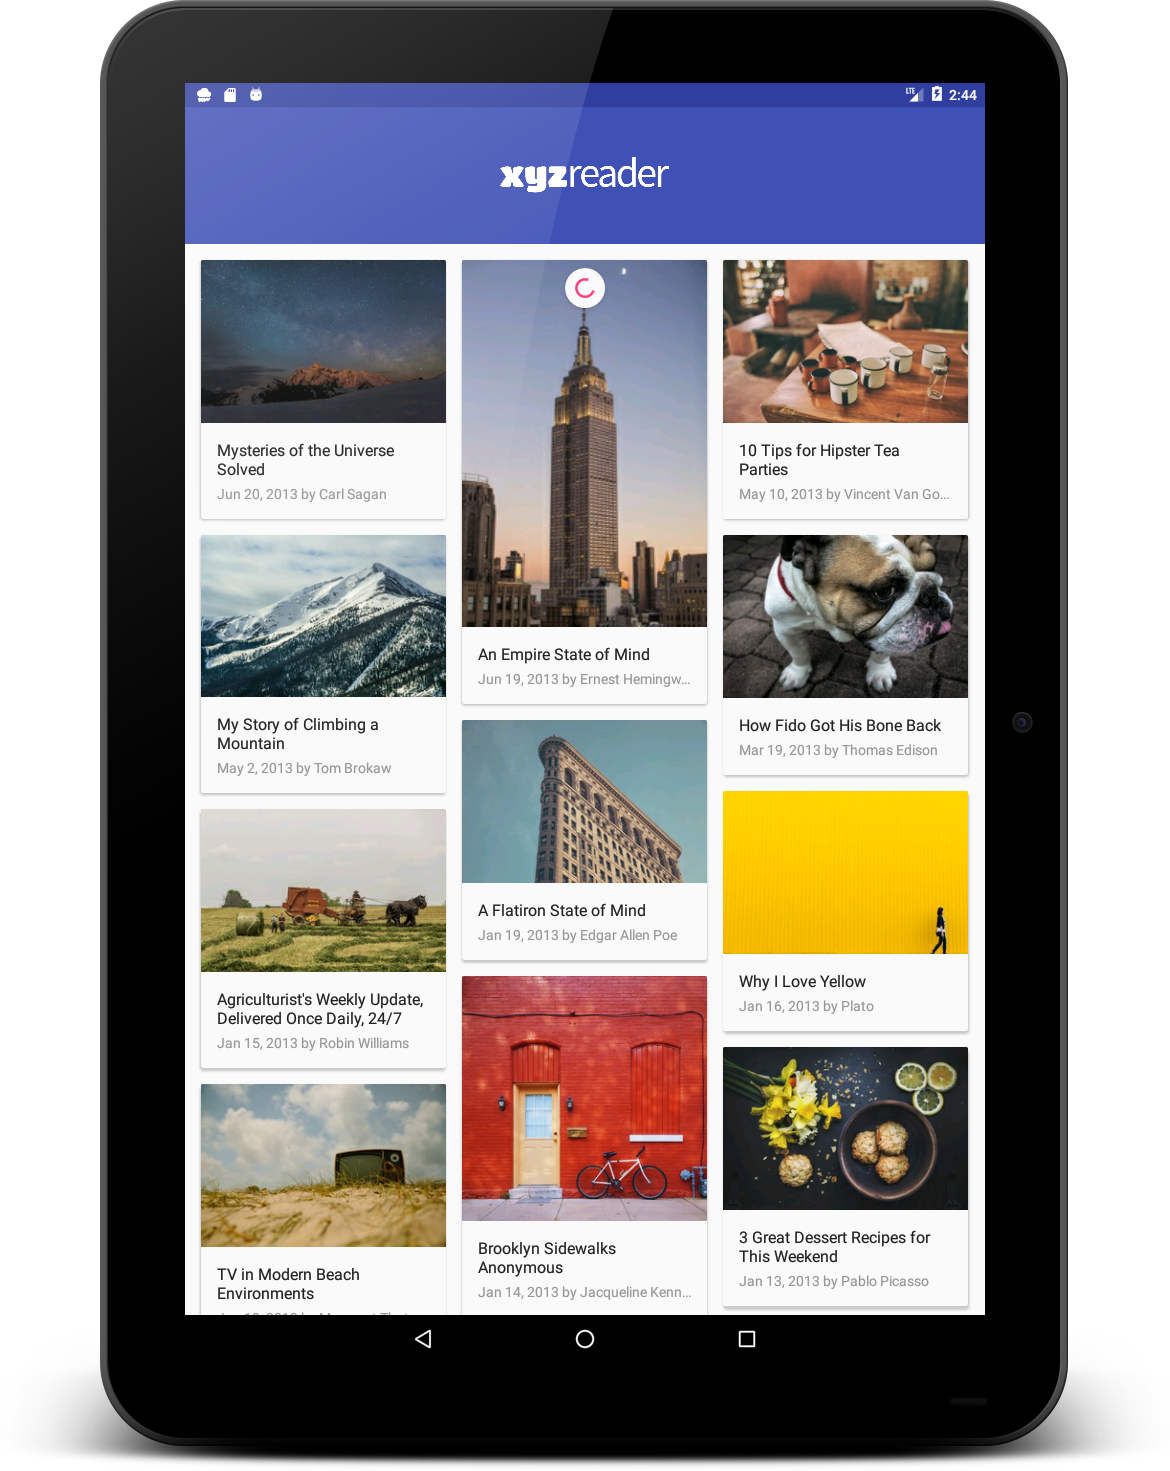 LTE 2:44
xyzreader
Mysteries of the Universe
Solved
Jun 20, 2013 by Carl Sagan
An Empire State of Mind
Jun 19, 2013 by Ernest Hemingw...
10 Tips for Hipster Tea
Parties
May 10, 2013 by Vincent Van Go...
My Story of Climbing a
Mountain
May 2, 2013 by Tom Brokaw
How Fido Got His Bone Back
Mar 19, 2013 by Thomas Edison
A Flatiron State of Mind
Jan 19, 2013 by Edgar Allen Poe
Why I Love Yellow
Jan 16, 2013 by Plato
Agriculturist's Weekly Update,
Delivered Once Daily, 24/7
Jan 15, 2013 by Robin Williams
Brooklyn Sidewalks
Anonymous
Jan 14, 2013 by Jacqueline Kenn...
3 Great Dessert Recipes for
This Weekend
Jan 13, 2013 by Pablo Picasso
TV in Modern Beach
Environments